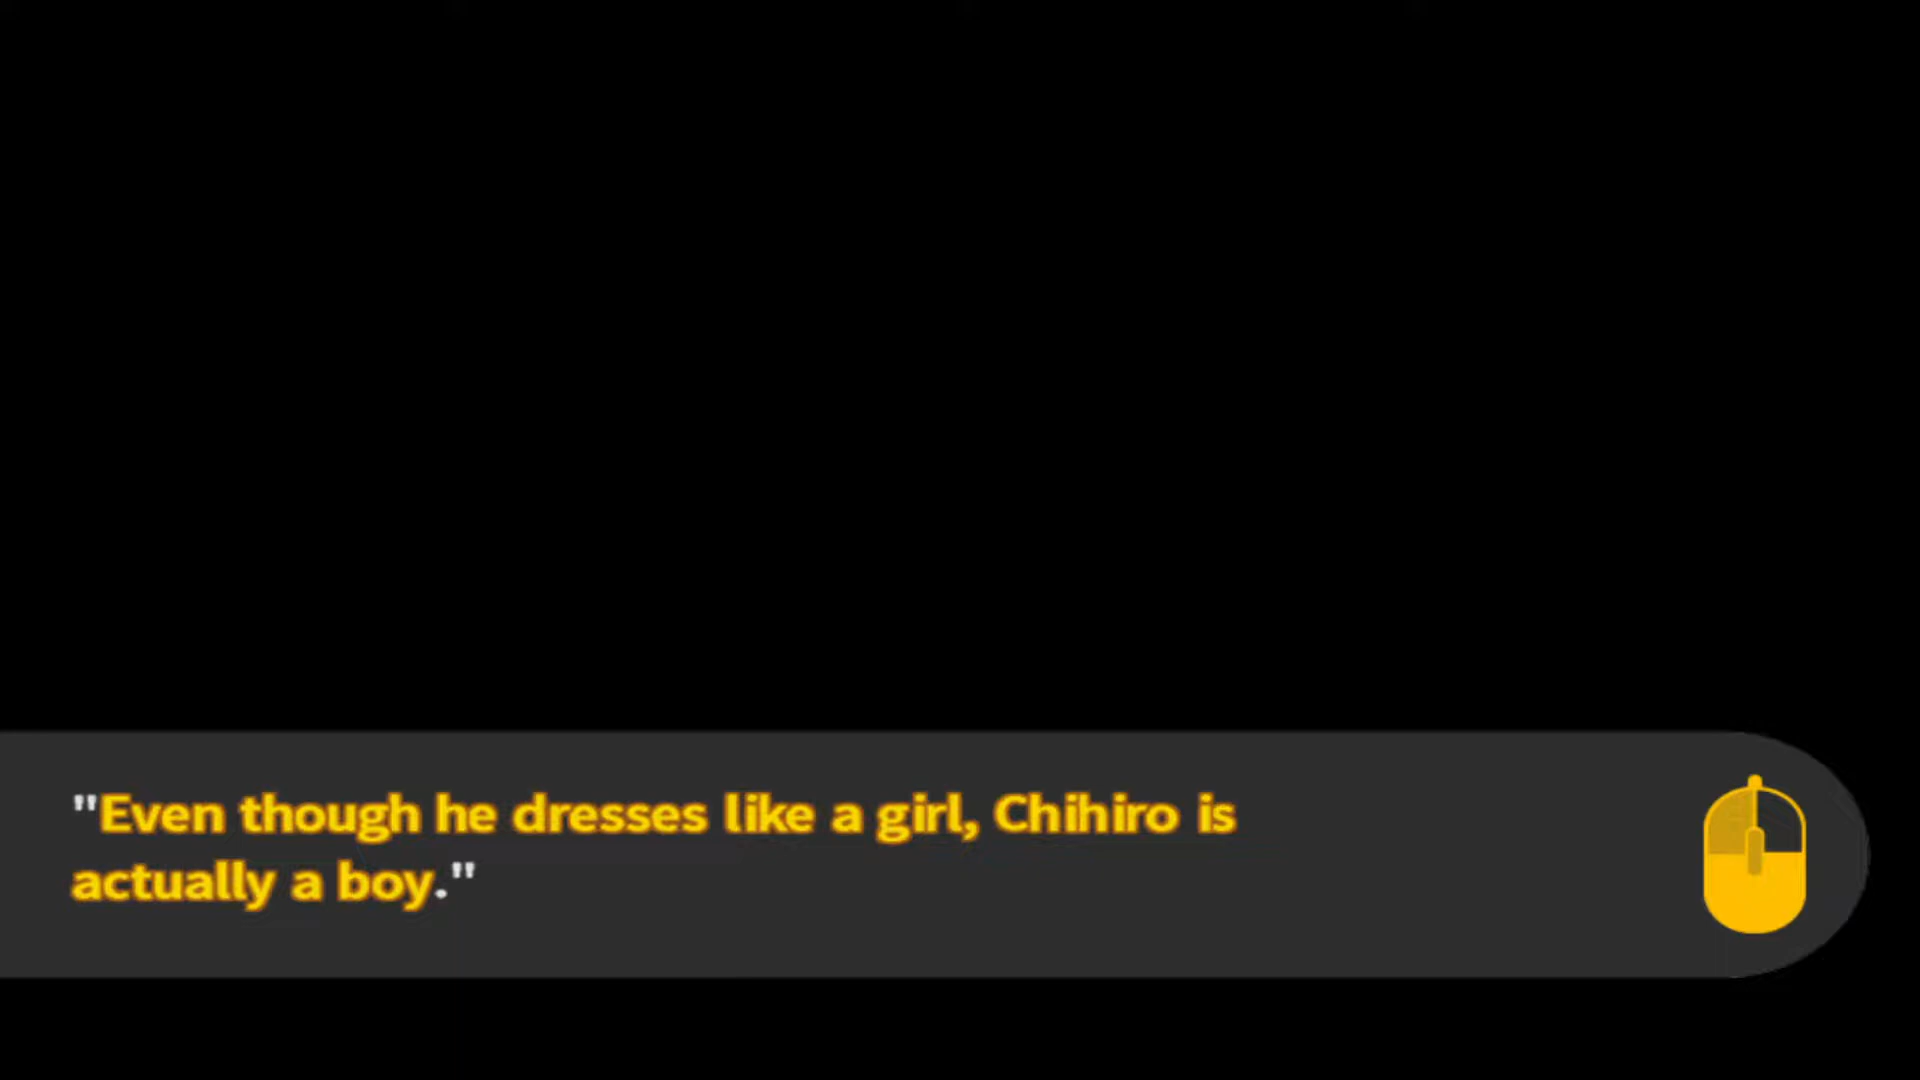 "Even though he dresses like a girl, Chihiro is
actually a boy."